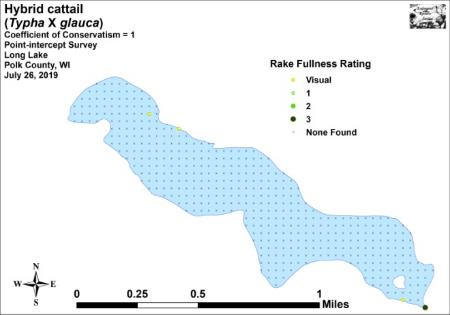 Hybrid cattail
(Typha X glauca)
Coefficient of Conservatism = 1
Point-intercept Survey
Long Lake
Polk County, WI
July 26, 2019
Rake Fullness Rating
Visual
1
2
3
None Found
N
W E
S
0 0.25 0.5 1
Miles